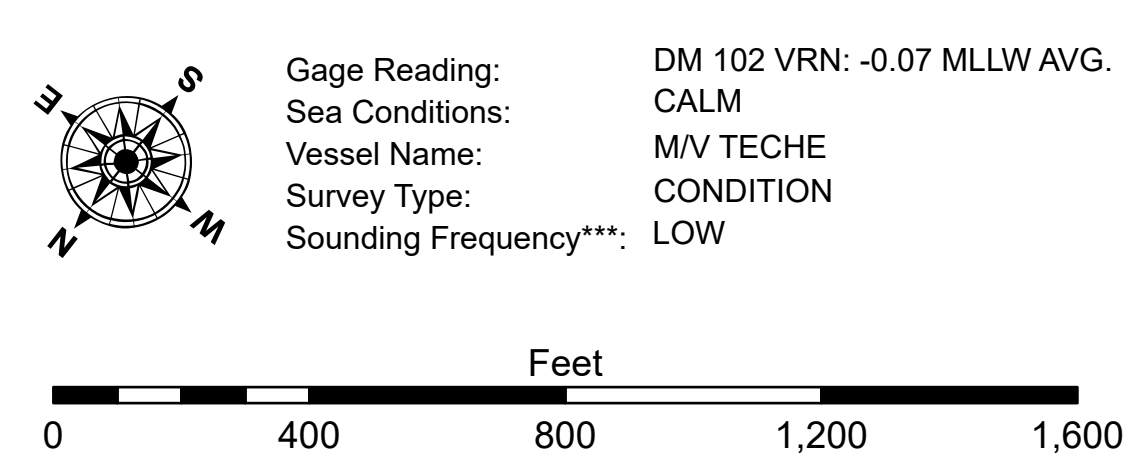 S
E
W
N
Gage Reading: DM 102 VRN: -0.07 MLLW AVG.
Sea Conditions: CALM
Vessel Name: M/V TECHE
Survey Type: CONDITION
Sounding Frequency***: LOW
Feet
0 400 800 1,200 1,600